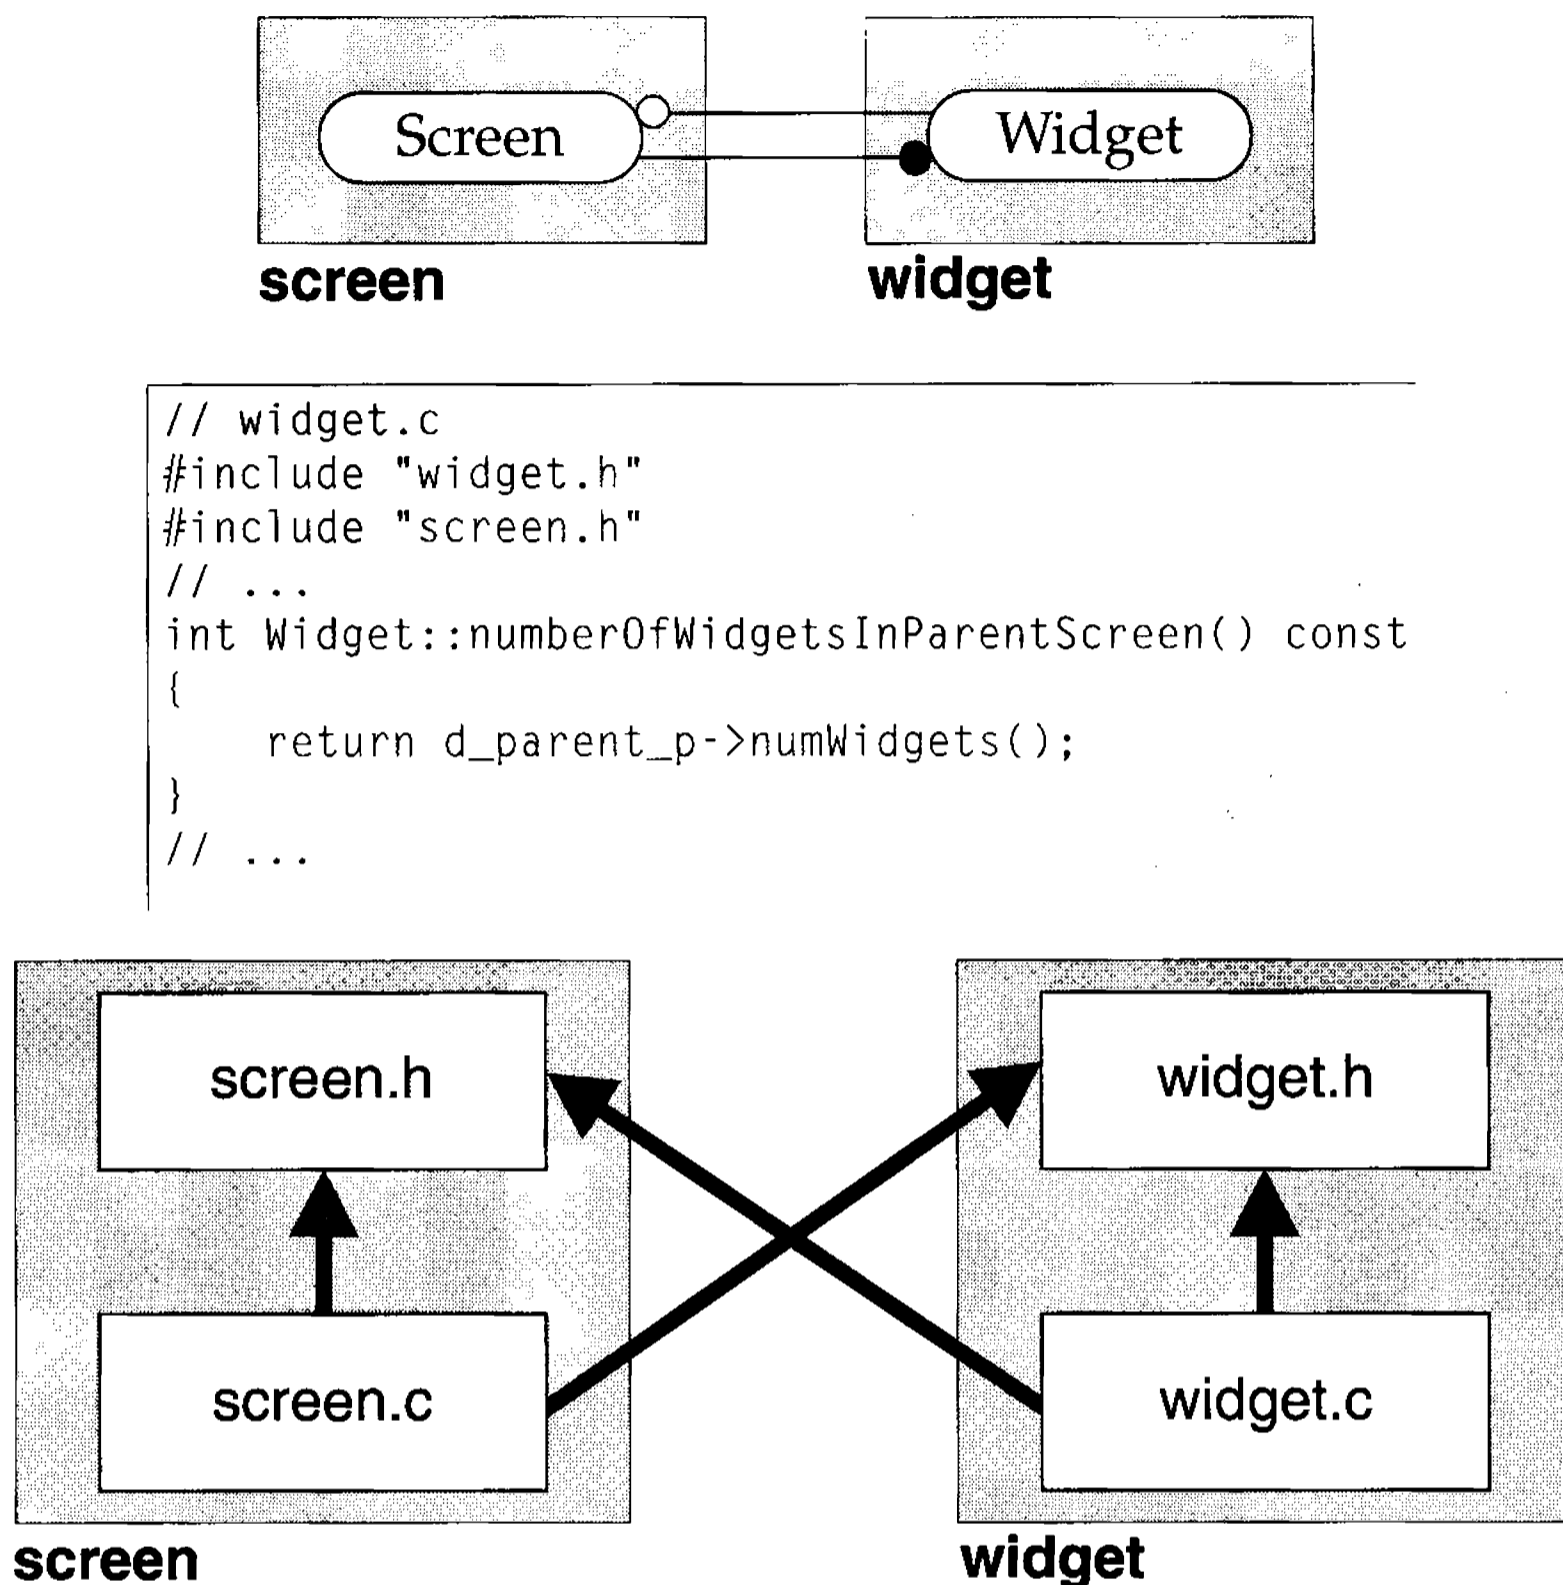 Screen
Widget
screen
widget
// widget.c
#include "widget.h"
#include "screen.h"
// ...
int Widget::numberOfWidgetsInParentScreen() const
{
    return d_parent_p->numWidgets();
}
// ...
screen.h
widget.h
screen.c
widget.c
screen
widget